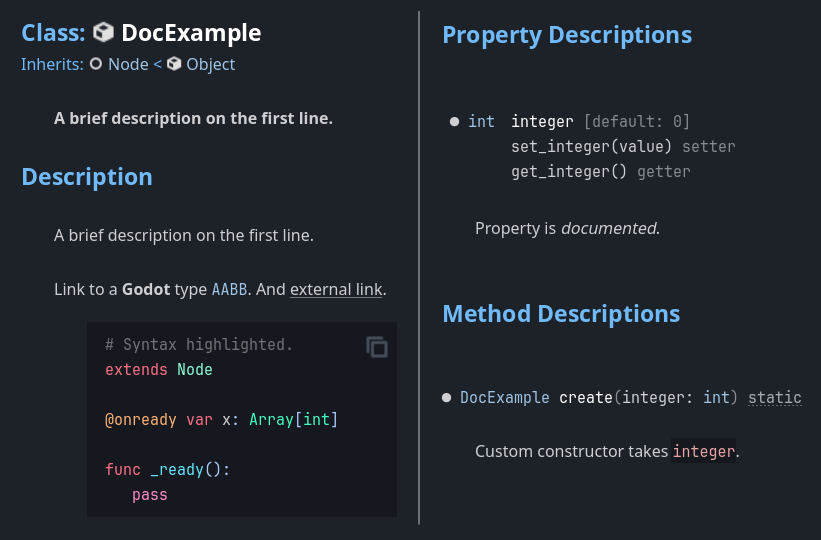 Class: DocExample
Inherits: Node < Object
A brief description on the first line.
Description
A brief description on the first line.
Link to a Godot type AABB. And external link.
# Syntax highlighted.
extends Node
@onready var x: Array[int]
func _ready():
pass
Property Descriptions
int integer [default: 0]
set_integer(value) setter
get_integer() getter
Property is documented.
Method Descriptions
DocExample create(integer: int) static
Custom constructor takes integer.